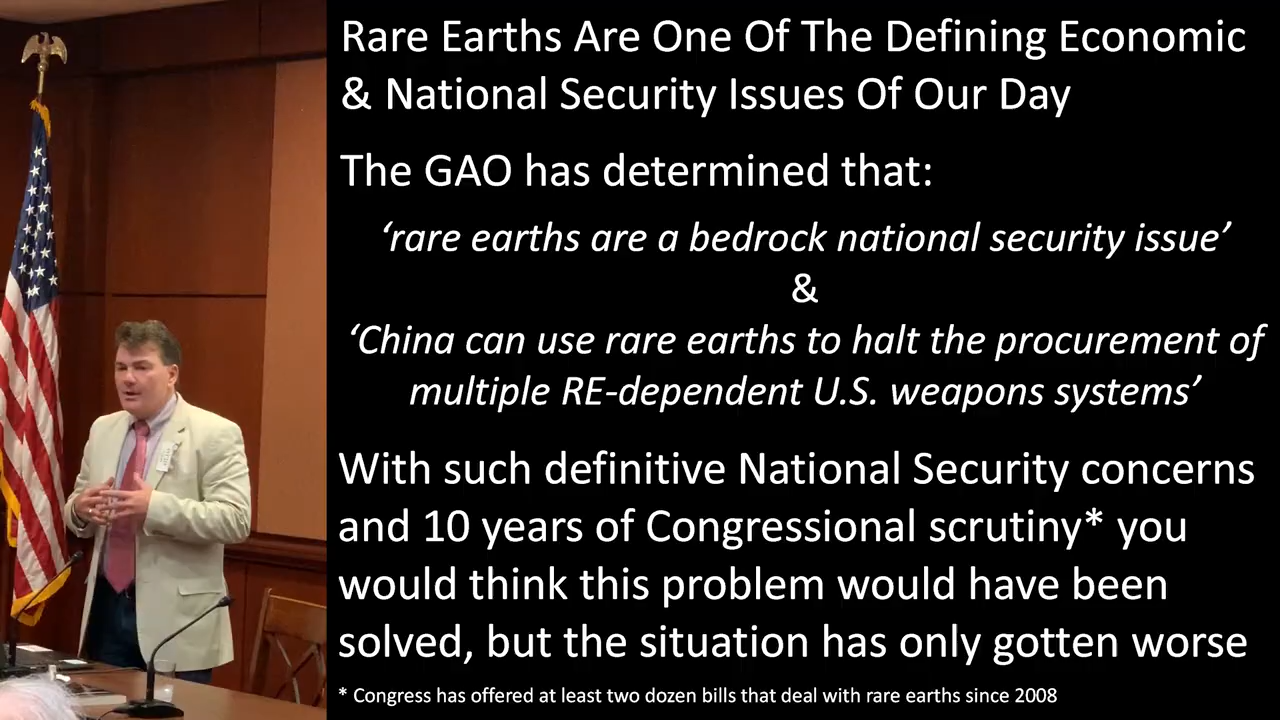 Rare Earths Are One Of The Defining Economic
& National Security Issues Of Our Day
The GAO has determined that:
‘rare earths are a bedrock national security issue’
&
‘China can use rare earths to halt the procurement of
multiple RE-dependent U.S. weapons systems’
With such definitive National Security concerns
and 10 years of Congressional scrutiny* you
would think this problem would have been
solved, but the situation has only gotten worse
* Congress has offered at least two dozen bills that deal with rare earths since 2008